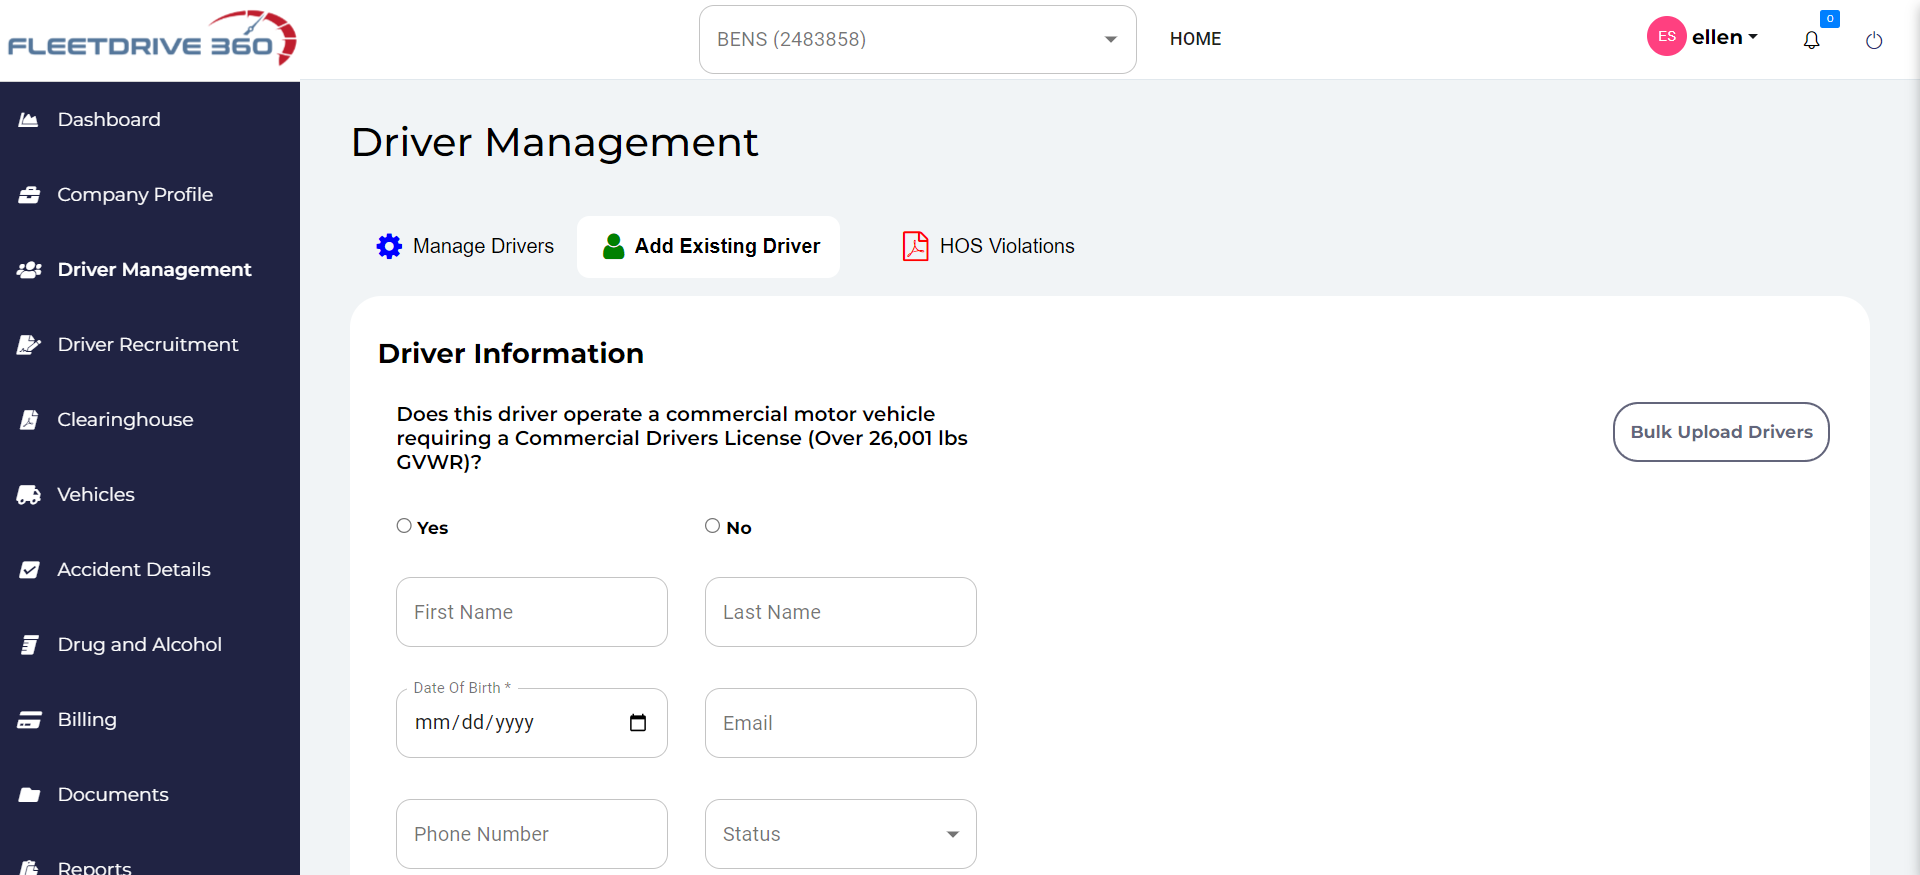 FLEETDRIVE 360
BENS (2483858)
HOME
ES
ellen
0
Dashboard
Company Profile
Driver Management
Driver Recruitment
Clearinghouse
Vehicles
Accident Details
Drug and Alcohol
Billing
Documents
Reports
Driver Management
Manage Drivers
Add Existing Driver
HOS Violations
Driver Information
Does this driver operate a commercial motor vehicle
requiring a Commercial Drivers License (Over 26,001 lbs
GVWR)?
Bulk Upload Drivers
Yes
No
First Name
Last Name
Date Of Birth *
mm/dd/yyyy
Email
Phone Number
Status